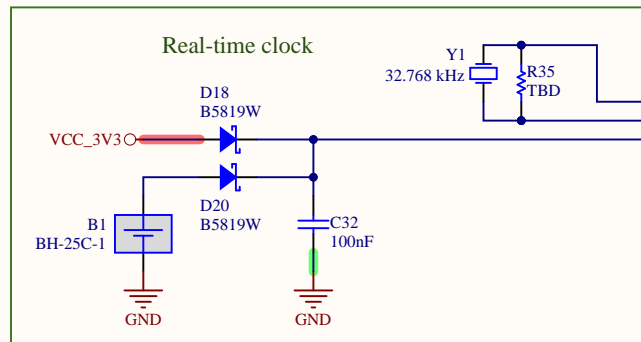 Real-time clock
Y1
32.768 kHz
R35
TBD
D18
B5819W
VCC_3V3
D20
B5819W
B1
BH-25C-1
C32
100nF
GND
GND